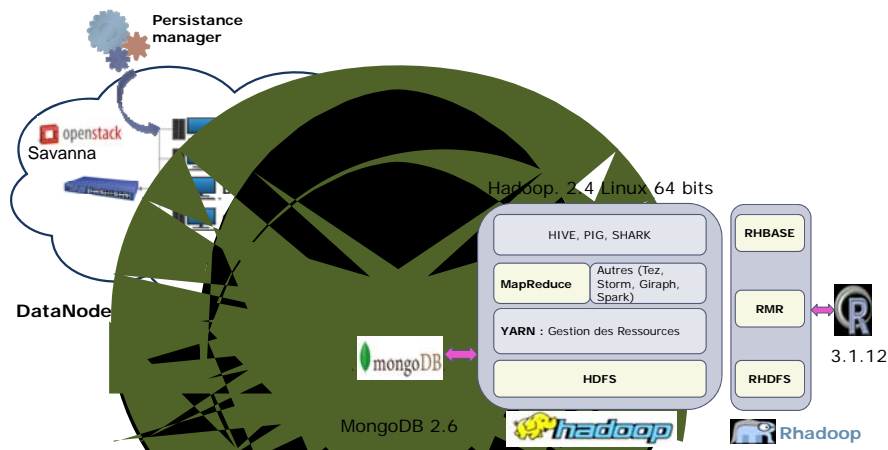 Persistance
manager
openstack
Savanna
DataNode
Hadoop. 2.4 Linux 64 bits
HIVE, PIG, SHARK
MapReduce
Autres (Tez,
Storm, Giraph,
Spark)
YARN : Gestion des Ressources
HDFS
RHBASE
RMR
RHDFS
R
3.1.12
mongoDB
MongoDB 2.6
hadoop
Rhadoop